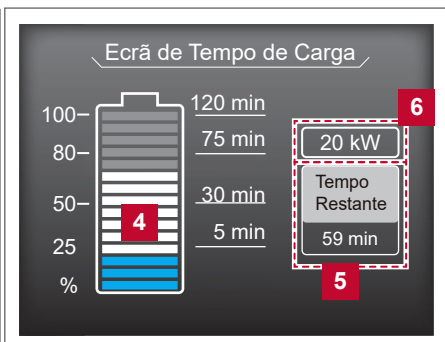 Ecrã de Tempo de Carga
100- 120 min
80- 75 min
50- 30 min
25 5 min
%
4
6
20 kW
Tempo
Restante
59 min
5